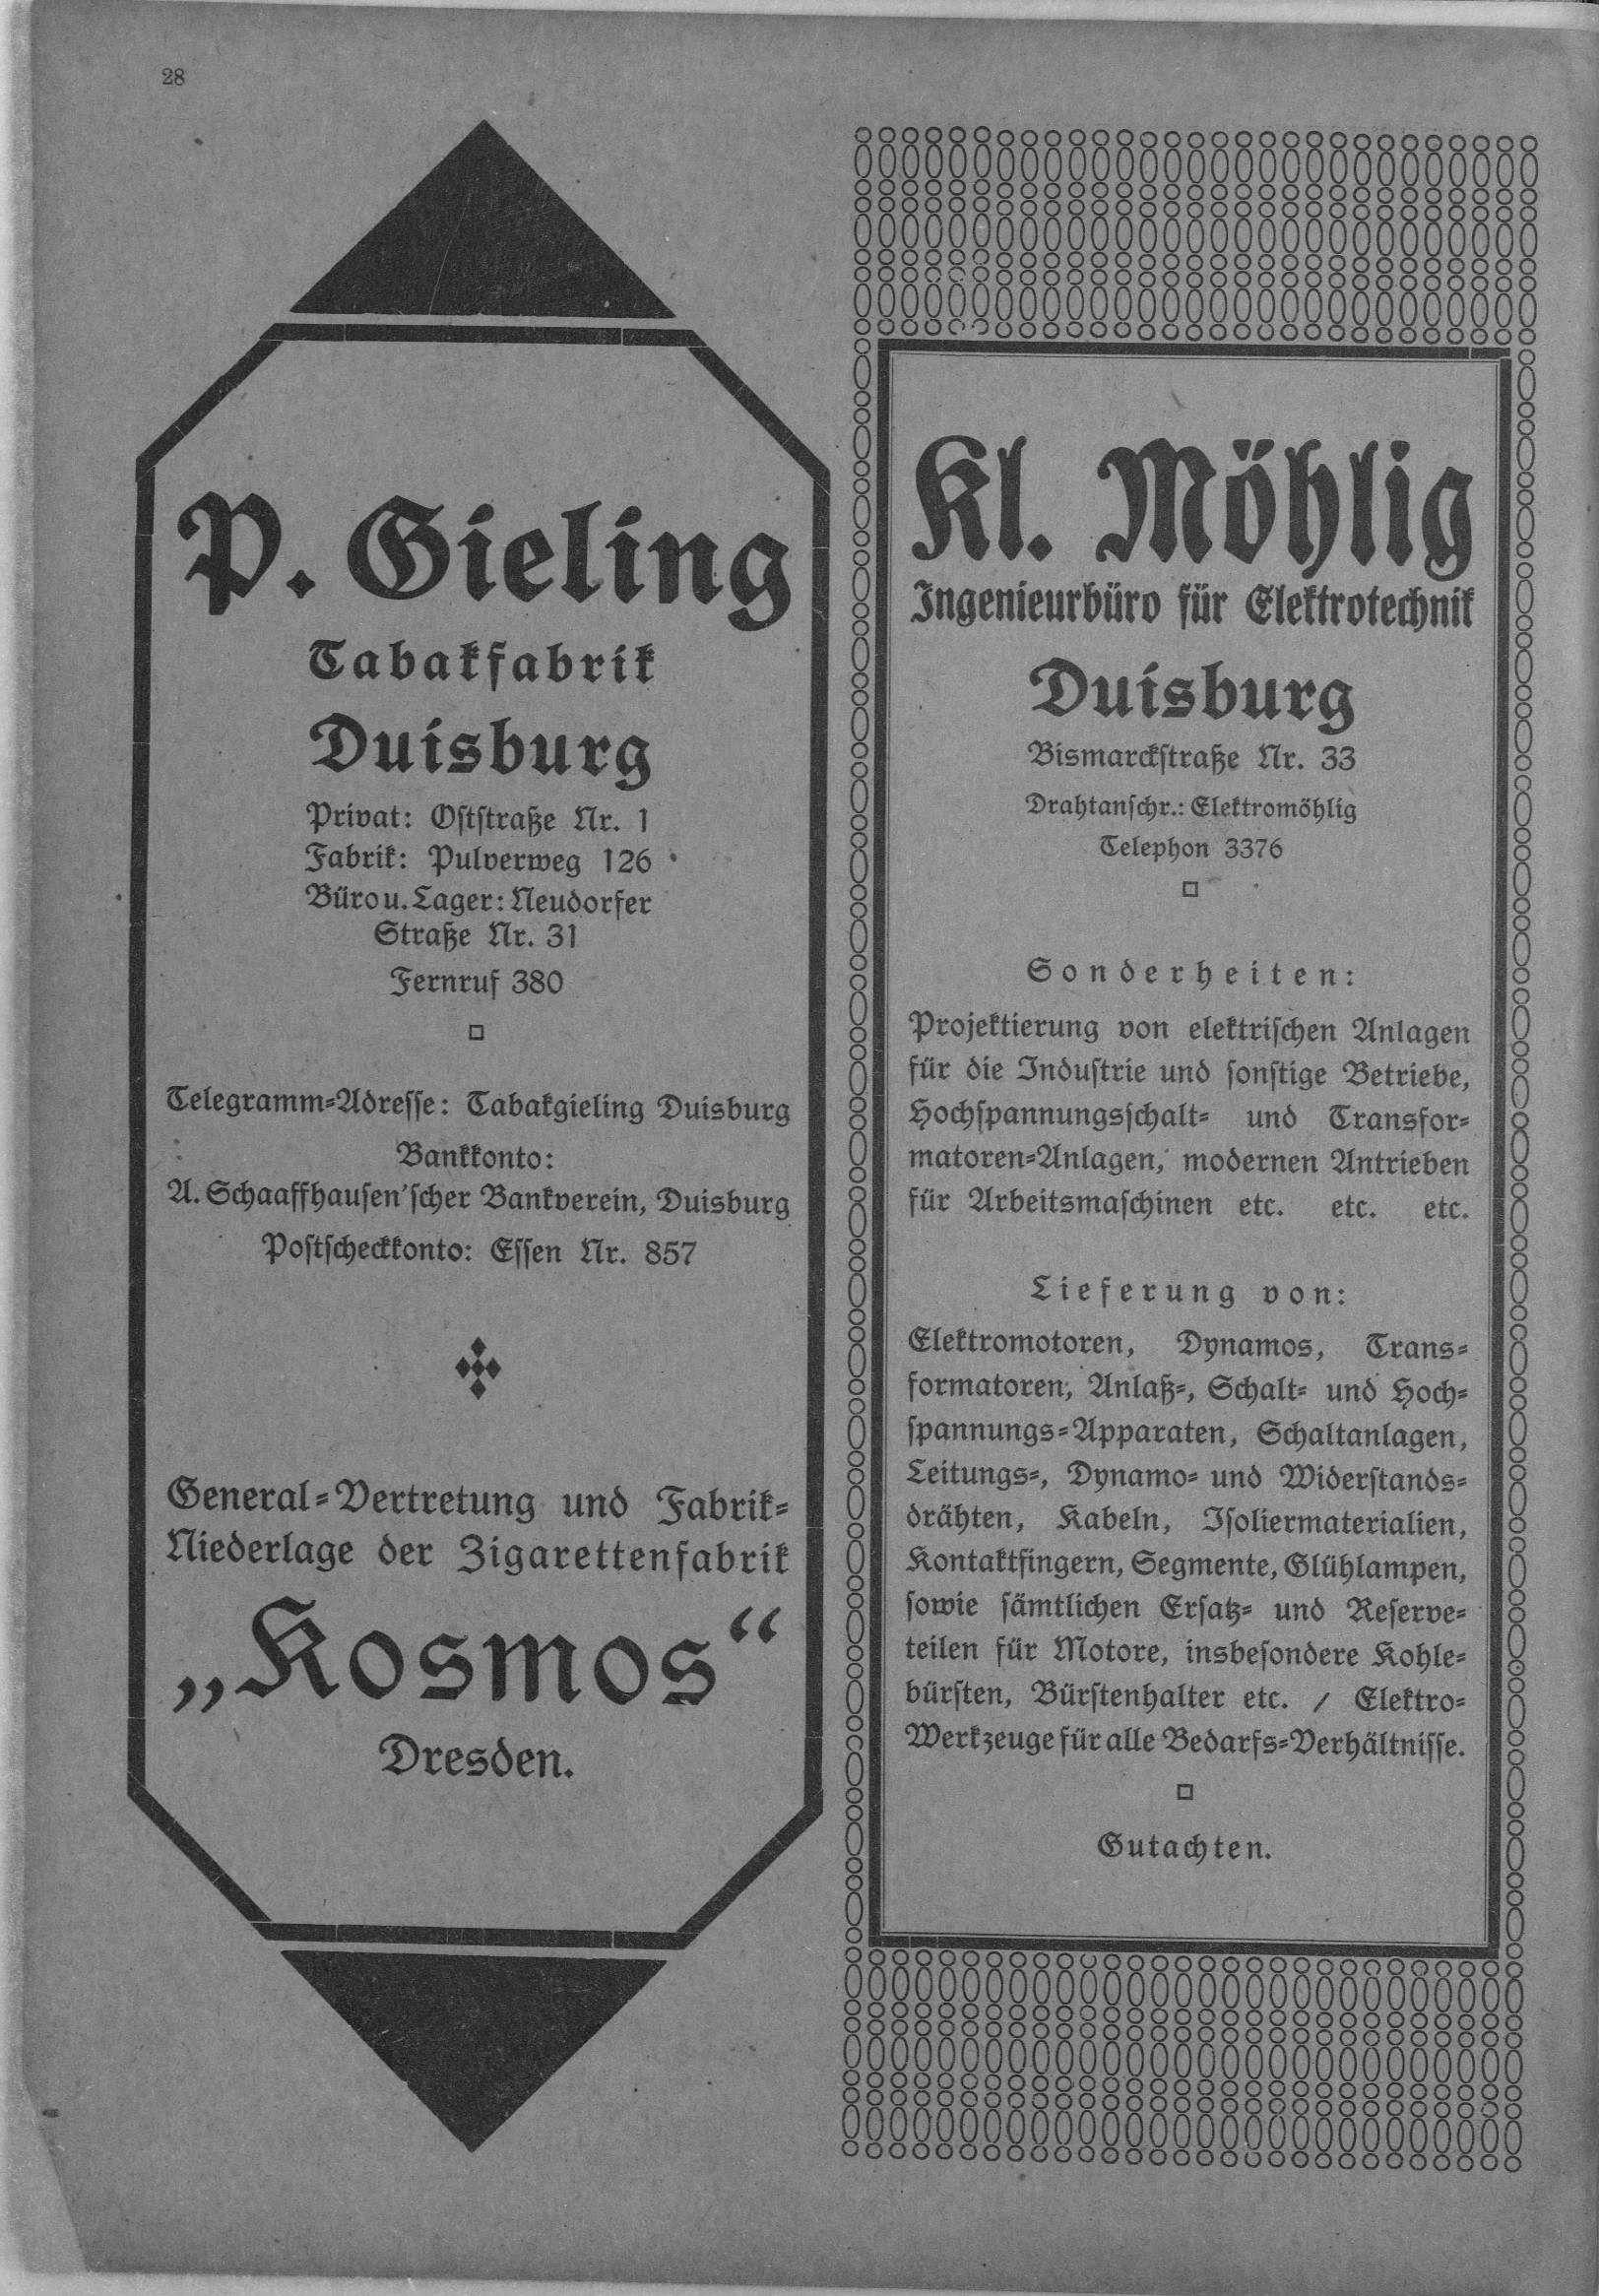 28
P. Gieling
Tabakfabrik
Duisburg
Privat: Oststraße Nr. 1
Fabrik: Pulverweg 126
Büro u. Lager: Neudorfer
Straße Nr. 31
Fernruf 380
Telegramm-Adresse: Tabakgieling Duisburg
Bankkonto:
A. Schaaffhausen'scher Bankverein, Duisburg
Postscheckkonto: Essen Nr. 857
General-Vertretung und Fabrik-
Niederlage der Zigarettenfabrik
„Kosmos“
Dresden.
Kl. Möhlig
Ingenieurbüro für Elektrotechnik
Duisburg
Bismarckstraße Nr. 33
Drahtanschr.: Elektromöhlig
Telephon 3376
Sonderheiten:
Projektierung von elektrischen Anlagen
für die Industrie und sonstige Betriebe,
Hochspannungsschalt- und Transfor-
matoren-Anlagen, modernen Antrieben
für Arbeitsmaschinen etc. etc. etc.
Lieferung von:
Elektromotoren, Dynamos, Trans-
formatoren, Anlaß-, Schalt- und Hoch-
spannungs-Apparaten, Schaltanlagen,
Leitungs-, Dynamo- und Widerstands-
drähten, Kabeln, Isoliermaterialien,
Kontaktfingern, Segmente, Glühlampen,
sowie sämtlichen Ersatz- und Reserve-
teilen für Motore, insbesondere Kohle-
bürsten, Bürstenhalter etc. / Elektro-
Werkzeuge für alle Bedarfs-Verhältnisse.
Gutachten.